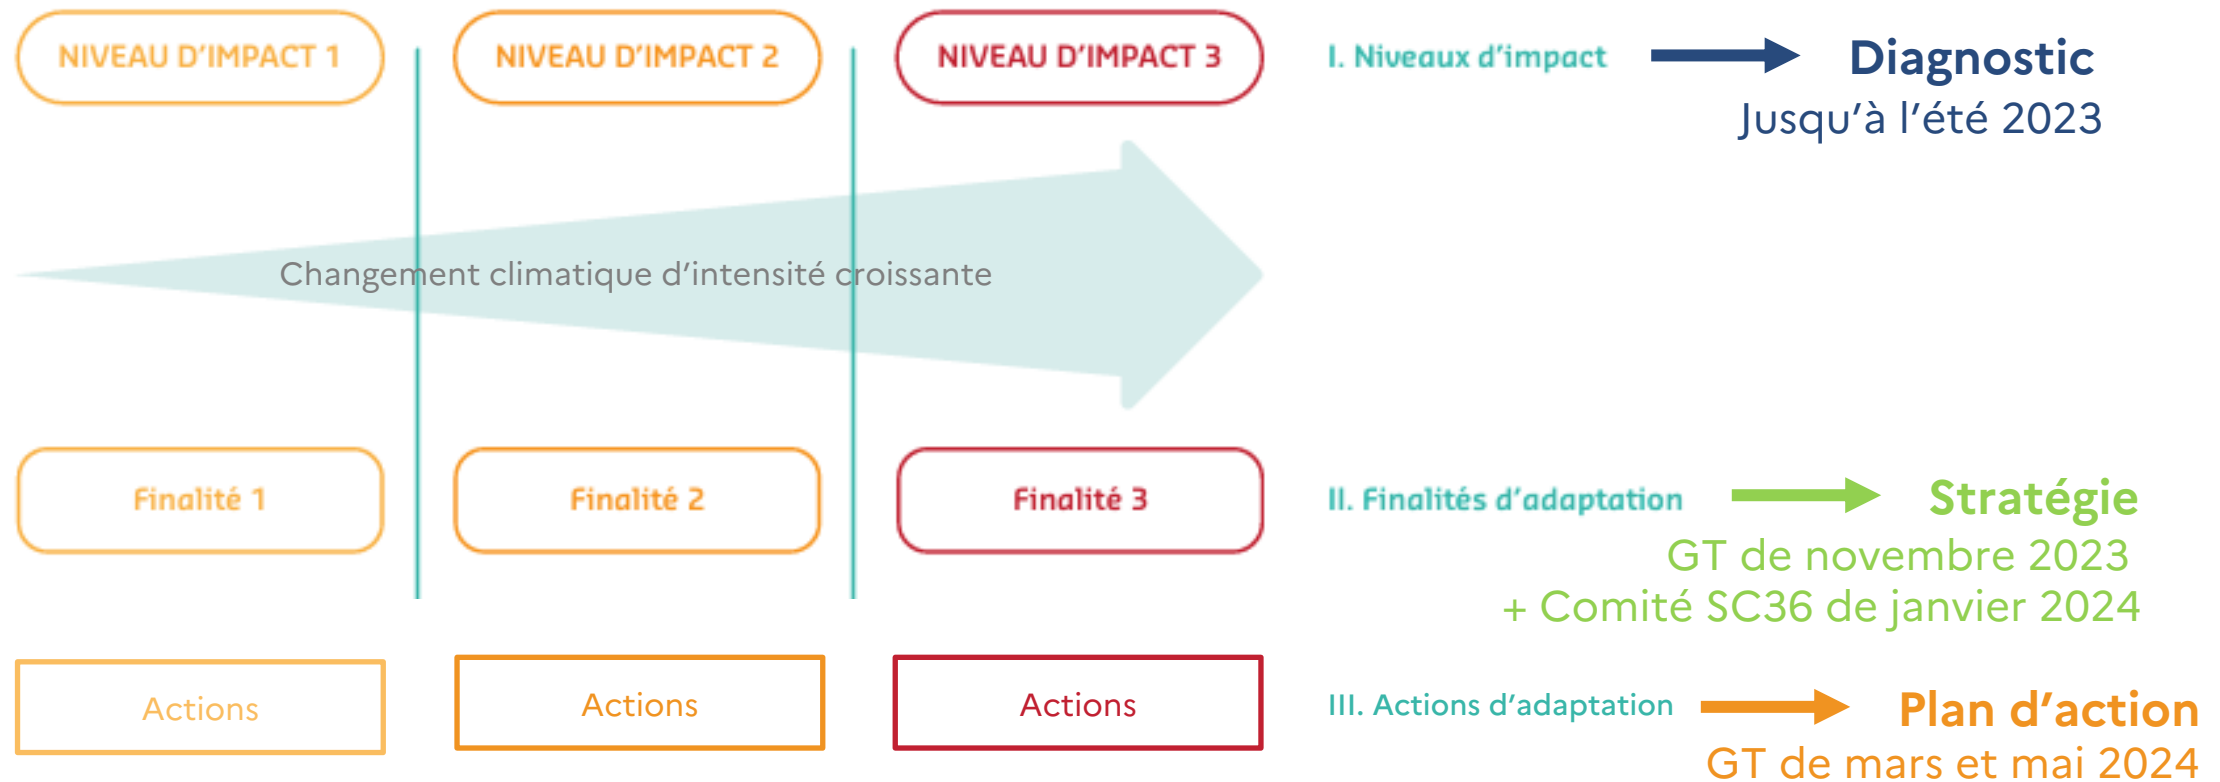 NIVEAU D’IMPACT 1
NIVEAU D’IMPACT 2
NIVEAU D’IMPACT 3
I. Niveaux d’impact
Diagnostic
Jusqu’à l’été 2023
Changement climatique d’intensité croissante
Finalité 1
Finalité 2
Finalité 3
II. Finalités d’adaptation
Stratégie
GT de novembre 2023
+ Comité SC36 de janvier 2024
Actions
Actions
Actions
III. Actions d’adaptation
Plan d’action
GT de mars et mai 2024